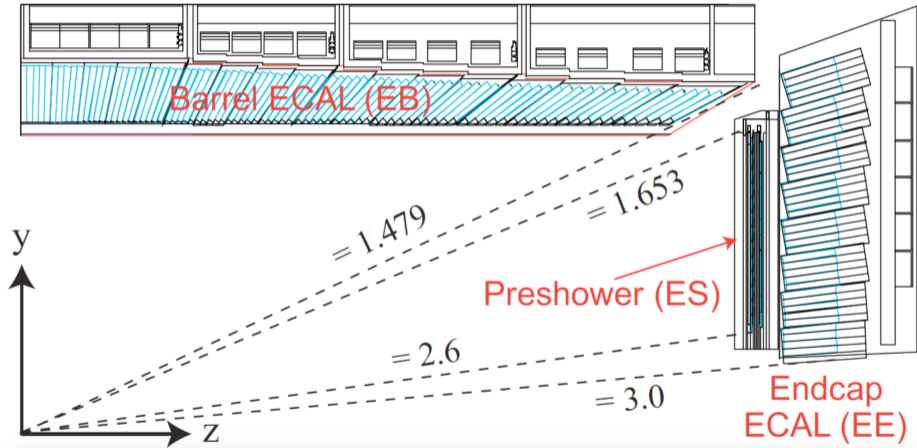 Barrel ECAL (EB)
y
= 1.479
= 1.653
Preshower (ES)
= 2.6
= 3.0
z
Endcap
ECAL (EE)